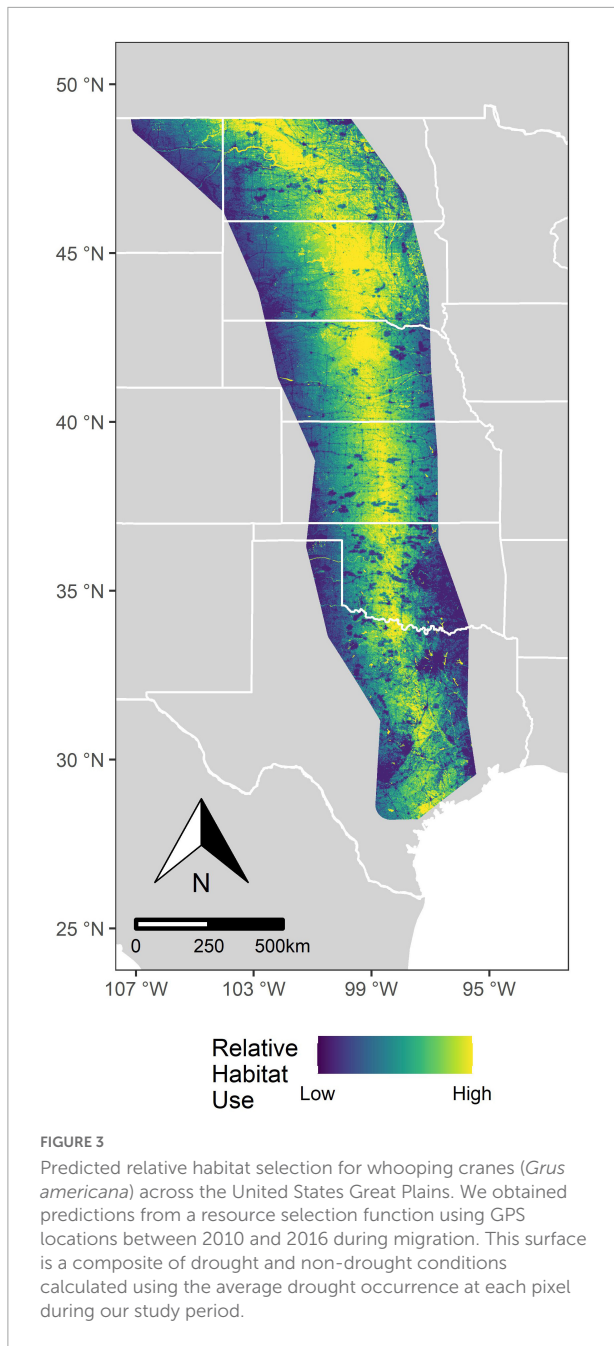 50 °N
45 °N
40 °N
35 °N
30 °N
25 °N
N
0 250 500km
107 °W 103 °W 99 °W 95 °W
Relative
Habitat
Use
Low High
FIGURE 3
Predicted relative habitat selection for whooping cranes (Grus
americana) across the United States Great Plains. We obtained
predictions from a resource selection function using GPS
locations between 2010 and 2016 during migration. This surface
is a composite of drought and non-drought conditions
calculated using the average drought occurrence at each pixel
during our study period.